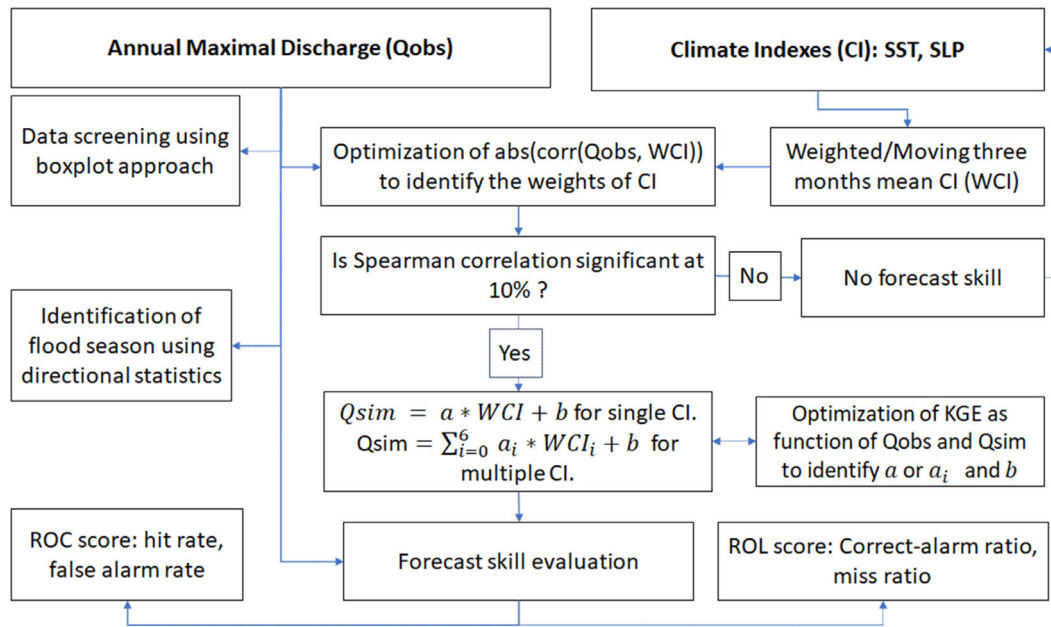 Annual Maximal Discharge (Qobs)
Climate Indexes (CI): SST, SLP
Data screening using
boxplot approach
Optimization of abs(corr(Qobs, WCI))
to identify the weights of CI
Weighted/Moving three
months mean CI (WCI)
Is Spearman correlation significant at
10% ?
No
No forecast skill
Identification of
flood season using
directional statistics
Yes
Qsim = a * WCI + b for single CI.
Qsim = ∑_{i=0}^{6} a_i * WCI_i + b for
multiple CI.
Optimization of KGE as
function of Qobs and Qsim
to identify a or a_i and b
ROC score: hit rate,
false alarm rate
Forecast skill evaluation
ROL score: Correct-alarm ratio,
miss ratio